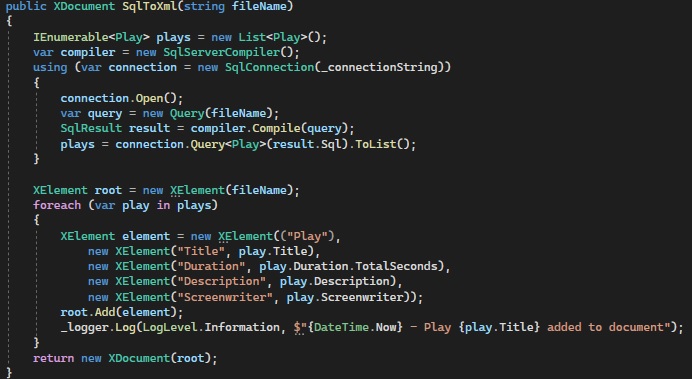 public XDocument SqlToXml(string fileName)
{
IEnumerable<Play> plays = new List<Play>();
var compiler = new SqlServerCompiler();
using (var connection = new SqlConnection(_connectionString))
{
connection.Open();
var query = new Query(fileName);
SqlResult result = compiler.Compile(query);
plays = connection.Query<Play>(result.Sql).ToList();
}
XElement root = new XElement(fileName);
foreach (var play in plays)
{
XElement element = new XElement(("Play"),
new XElement("Title", play.Title),
new XElement("Duration", play.Duration.TotalSeconds),
new XElement("Description", play.Description),
new XElement("Screenwriter", play.Screenwriter));
root.Add(element);
_logger.Log(LogLevel.Information, $"{DateTime.Now} - Play {play.Title} added to document");
}
return new XDocument(root);
}